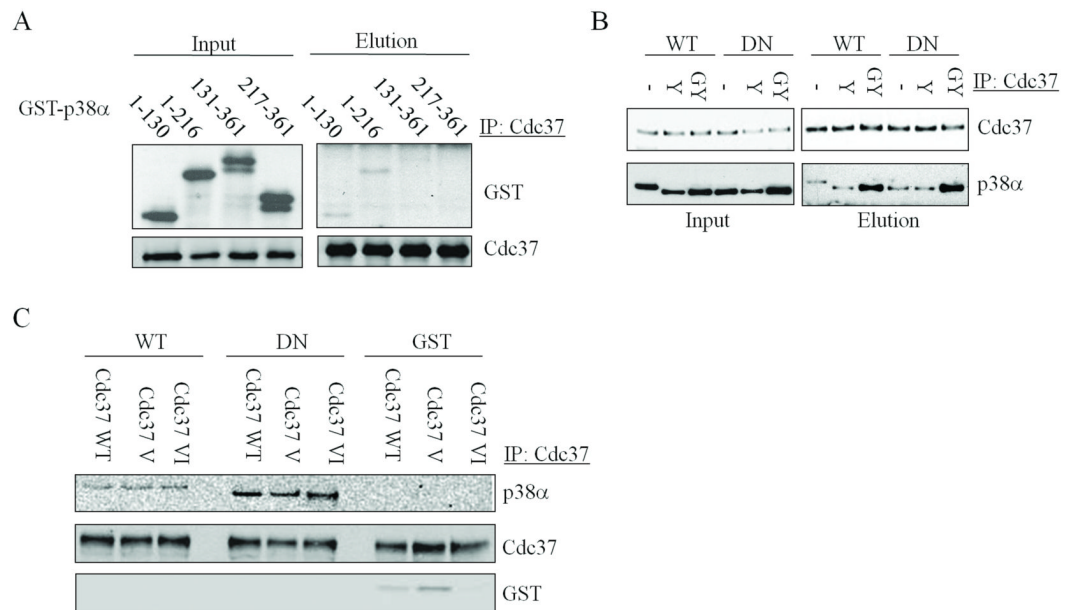 A
Input
Elution
GST-p38α
1-130
1-216
131-361
217-361
1-130
1-216
131-361
217-361
IP: Cdc37
GST
Cdc37
B
WT
DN
WT
DN
-
Y
GY
-
Y
GY
-
Y
GY
-
Y
GY
IP: Cdc37
Cdc37
p38α
Input
Elution
C
WT
DN
GST
Cdc37 WT
Cdc37 V
Cdc37 VI
Cdc37 WT
Cdc37 V
Cdc37 VI
Cdc37 WT
Cdc37 V
Cdc37 VI
IP: Cdc37
p38α
Cdc37
GST